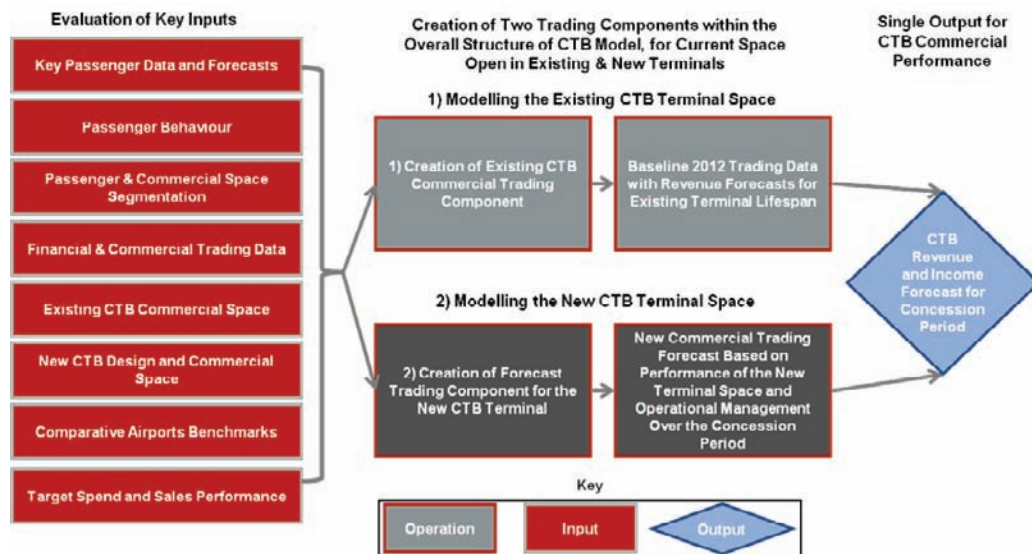 Evaluation of Key Inputs
Key Passenger Data and Forecasts
Passenger Behaviour
Passenger & Commercial Space
Segmentation
Financial & Commercial Trading Data
Existing CTB Commercial Space
New CTB Design and Commercial
Space
Comparative Airports Benchmarks
Target Spend and Sales Performance
Creation of Two Trading Components within the
Overall Structure of CTB Model, for Current Space
Open in Existing & New Terminals
1) Modelling the Existing CTB Terminal Space
1) Creation of Existing CTB
Commercial Trading
Component
Baseline 2012 Trading Data
with Revenue Forecasts for
Existing Terminal Lifespan
2) Modelling the New CTB Terminal Space
2) Creation of Forecast
Trading Component for the
New CTB Terminal
New Commercial Trading
Forecast Based on
Performance of the New
Terminal Space and
Operational Management
Over the Concession
Period
Single Output for
CTB Commercial
Performance
CTB
Revenue
and Income
Forecast for
Concession
Period
Key
Operation
Input
Output